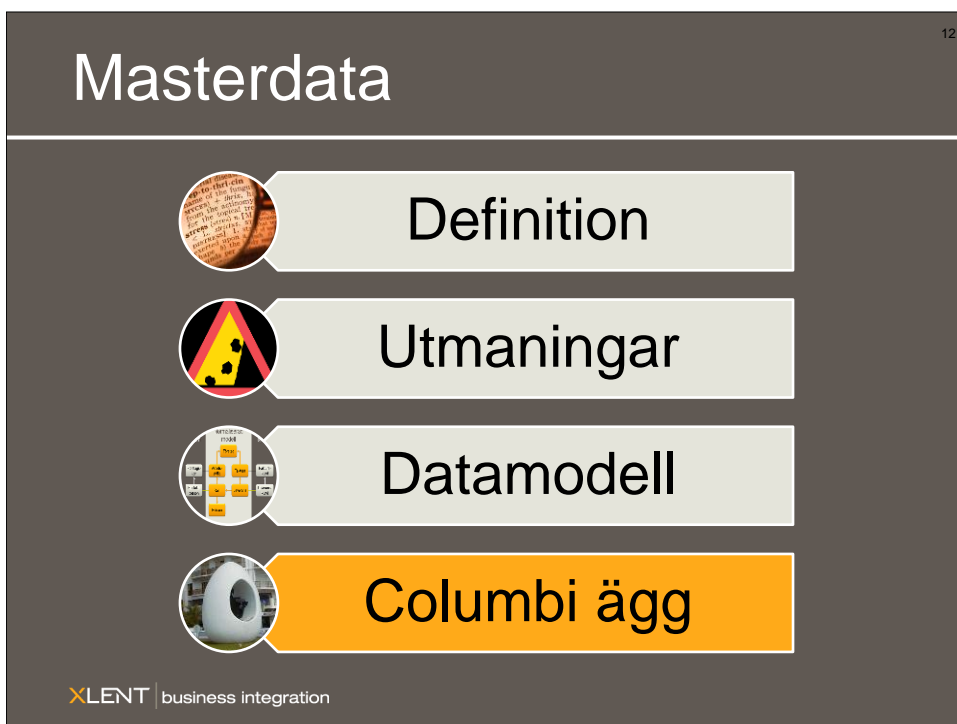 12
Masterdata
Definition
Utmaningar
Datamodell
Columbi ägg
XLENT business integration